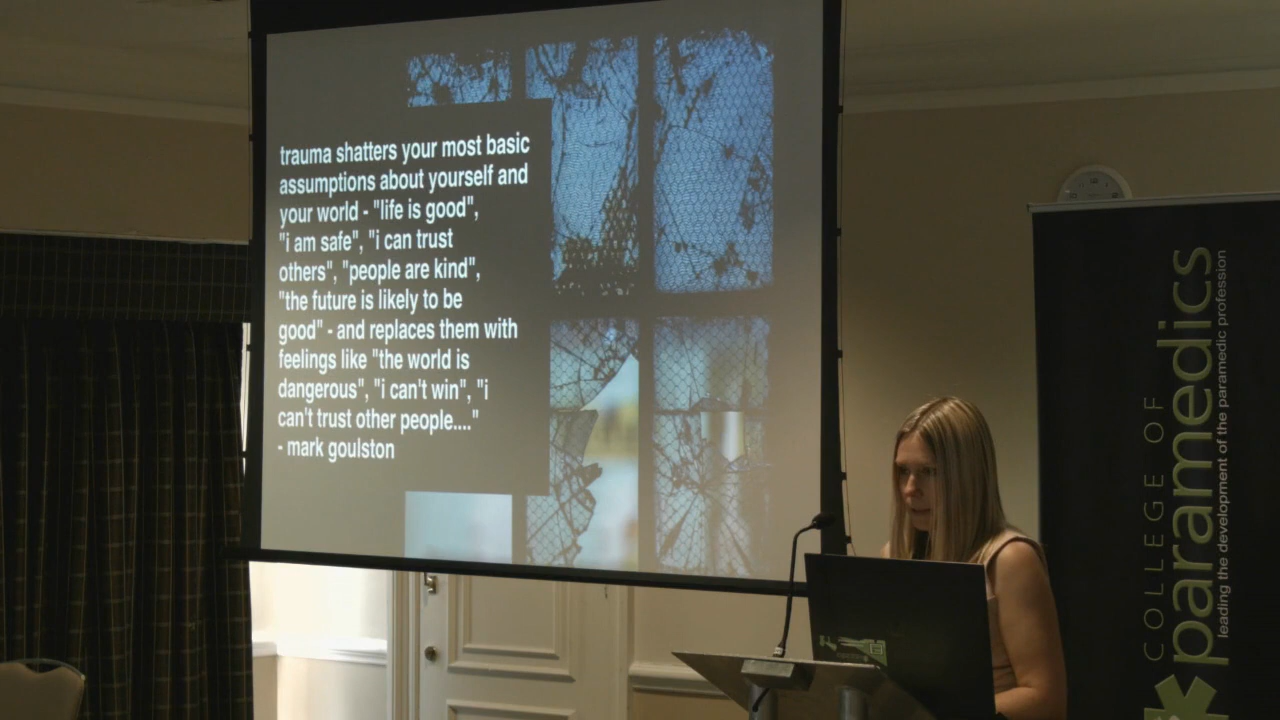 trauma shatters your most basic
assumptions about yourself and
your world - "life is good",
"i am safe", "i can trust
others", "people are kind",
"the future is likely to be
good" - and replaces them with
feelings like "the world is
dangerous", "i can't win", "i
can't trust other people...."
- mark goulston
COLLEGE OF
paramedics
leading the development of the paramedic profession